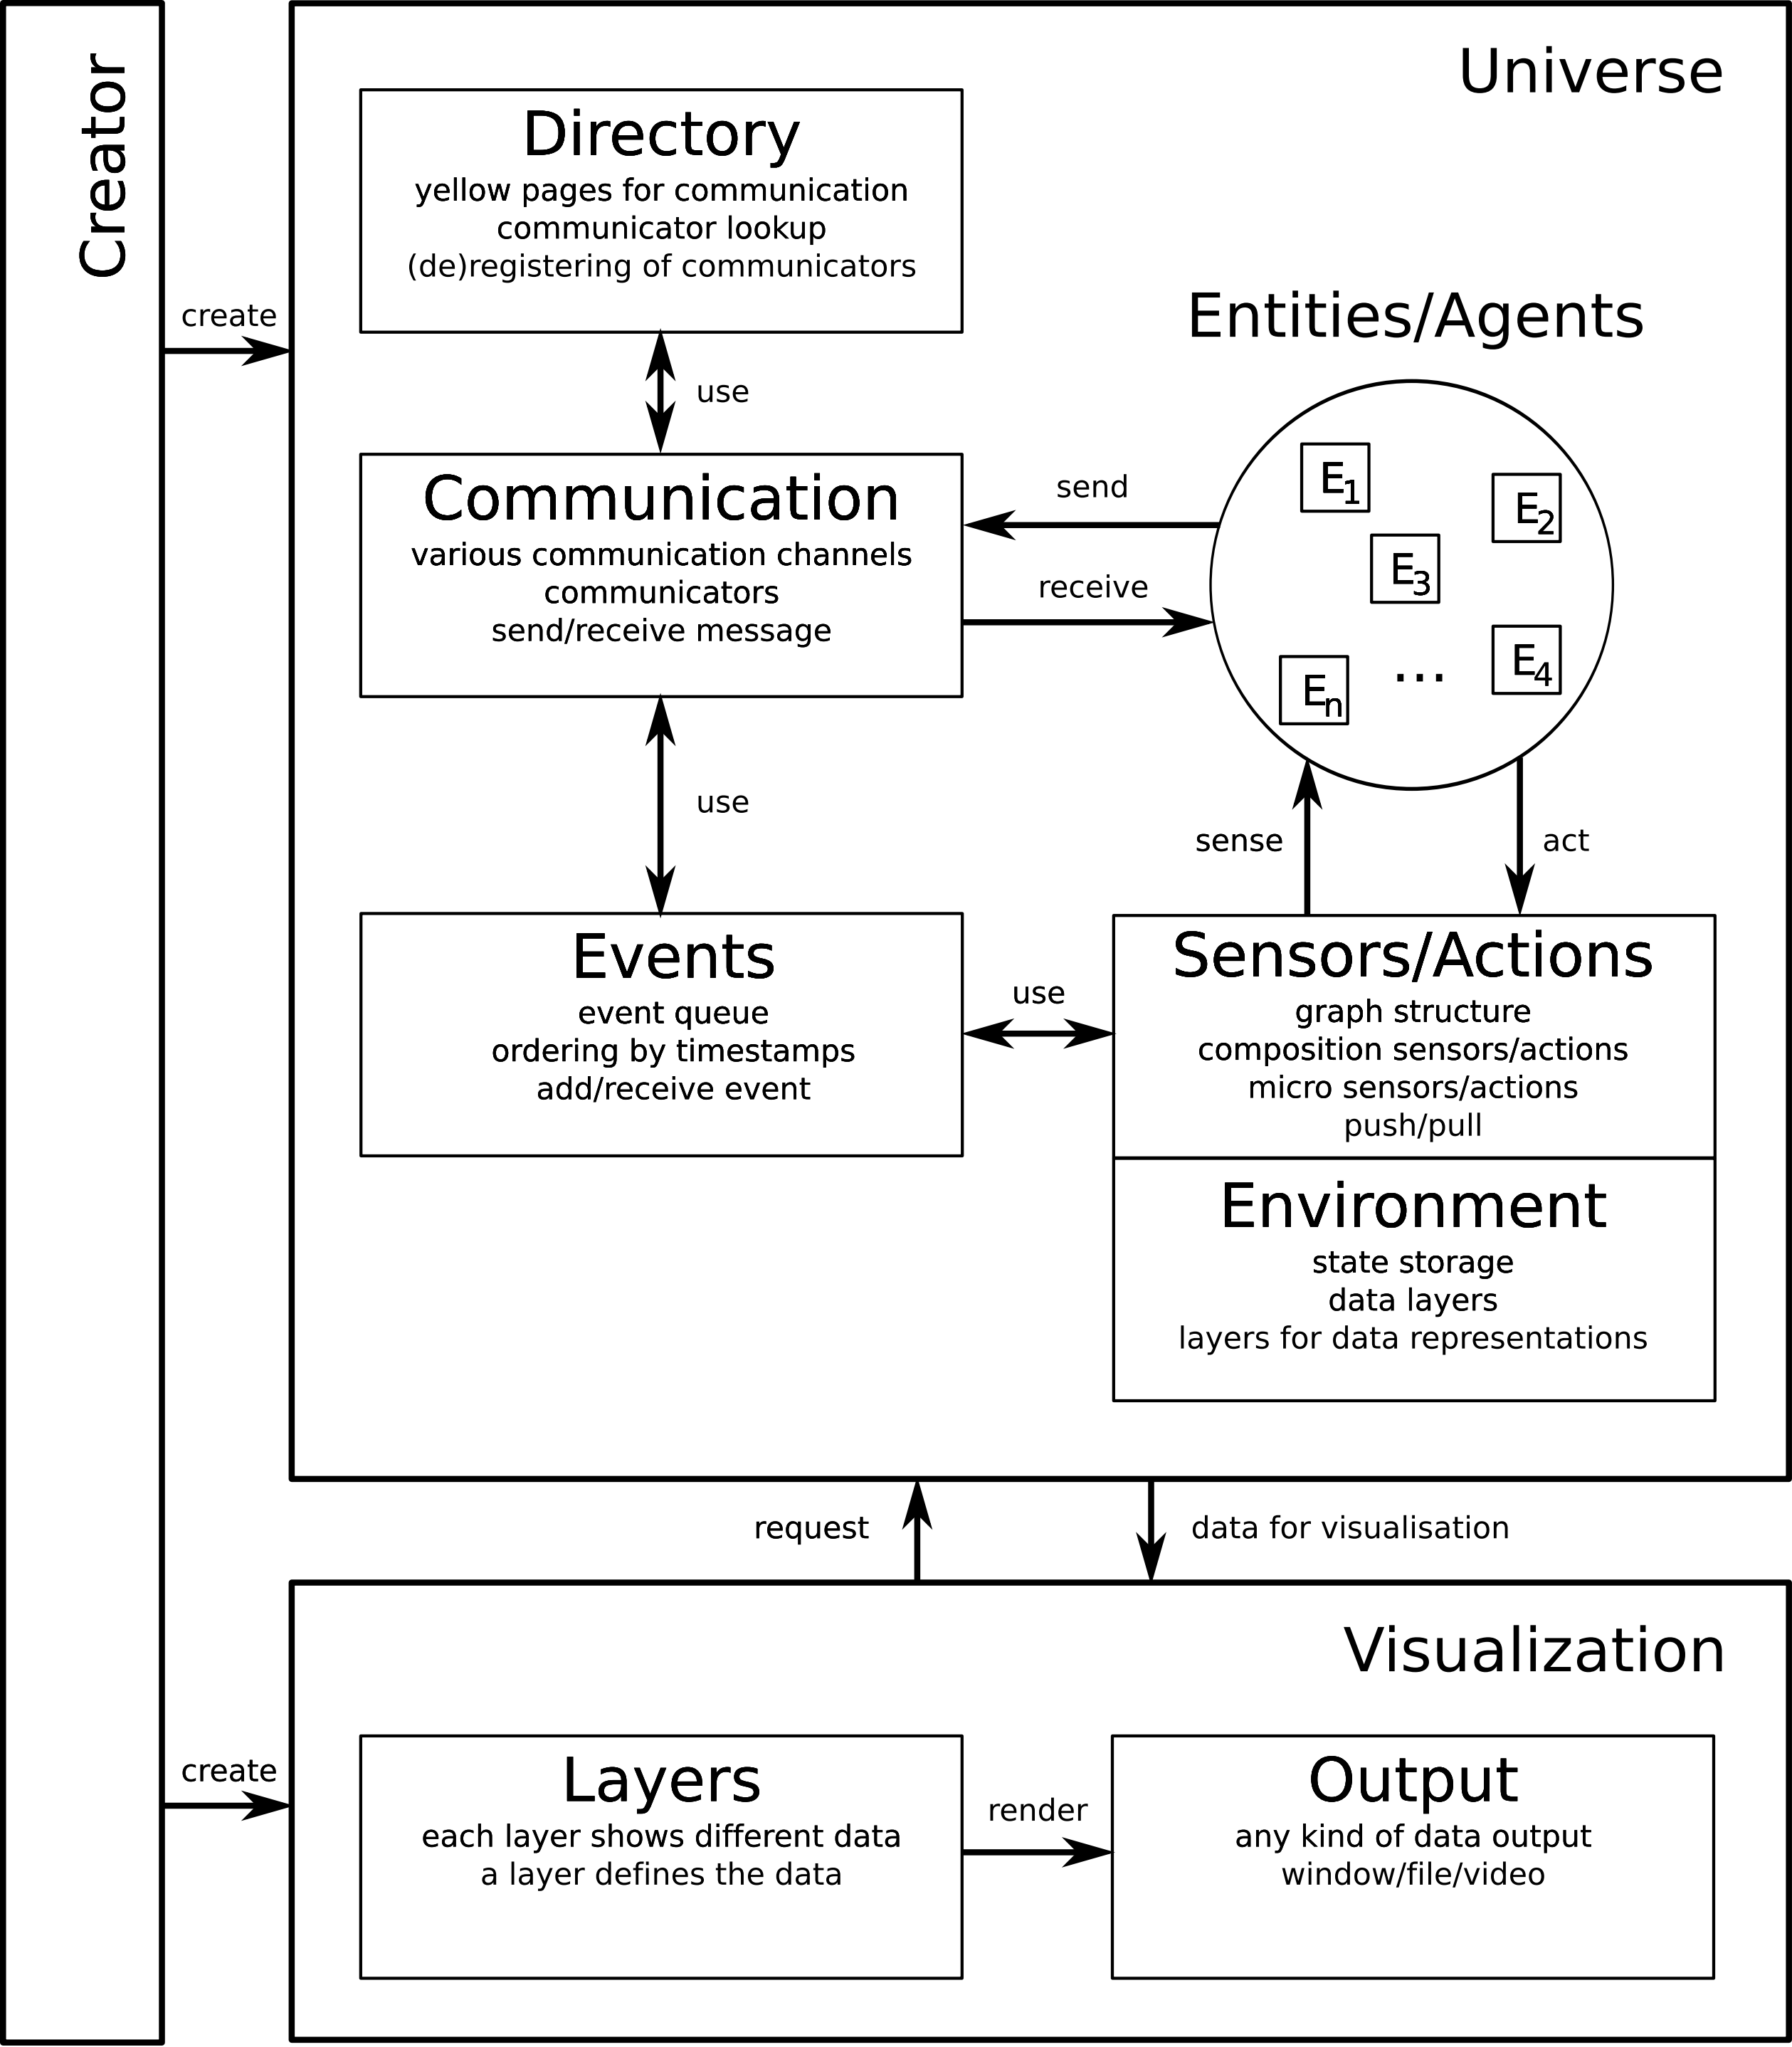 Creator
Universe
Directory
yellow pages for communication
communicator lookup
(de)registering of communicators
create
use
Entities/Agents
E1
E2
E3
E4
...
En
Communication
various communication channels
communicators
send/receive message
send
receive
use
sense
act
Events
event queue
ordering by timestamps
add/receive event
use
Sensors/Actions
graph structure
composition sensors/actions
micro sensors/actions
push/pull
Environment
state storage
data layers
layers for data representations
request
data for visualisation
Visualization
create
Layers
each layer shows different data
a layer defines the data
render
Output
any kind of data output
window/file/video